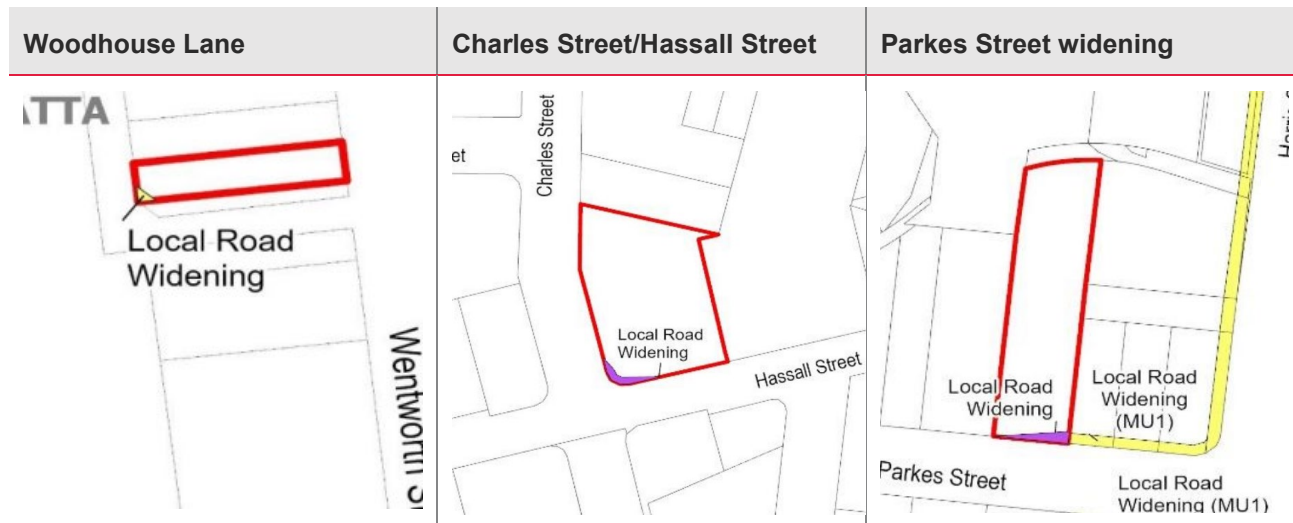 Woodhouse Lane
Charles Street/Hassall Street
Parkes Street widening
Local Road
Widening
Charles Street
et
Local Road
Widening
Hassall Street
Local Road
Widening
Local Road
Widening
(MU1)
Parkes Street
Local Road
Widening (MU1)
Wentworth